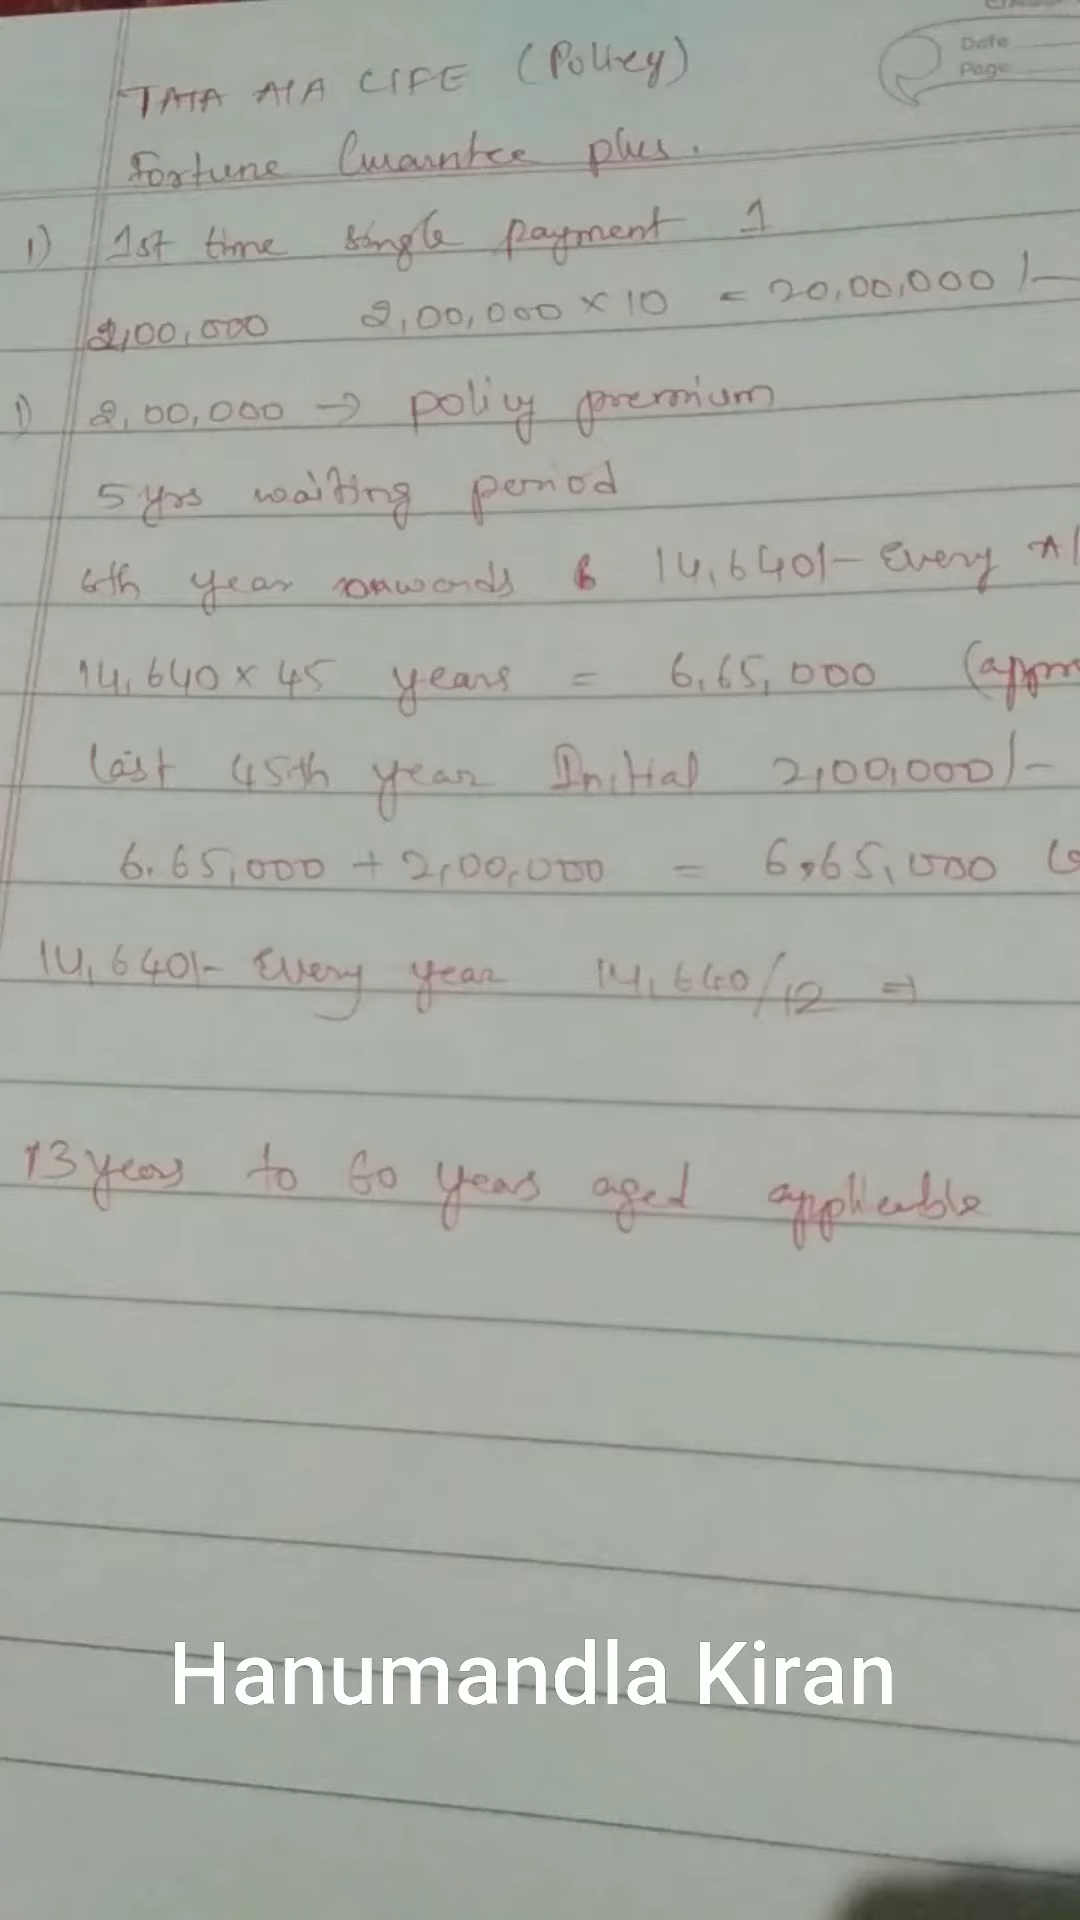 Date
Page
TATA AIA LIFE (Policy)
Fortune Guarntee plus.
1) 1st time single payment 1
2,00,000 2,00,000 × 10 = 20,00,000/-
1) 2,00,000 → policy premium
5 yrs waiting period
6th year onwards 14,640/- Every
14,640 × 45 years = 6,65,000 (appro
last 45th year Initial 2,00,000/-
6.65,000 + 2,00,000 = 6,65,000
14,640/- Every year 14,640/12 ⇒
13 years to 60 years aged applicable
Hanumandla Kiran